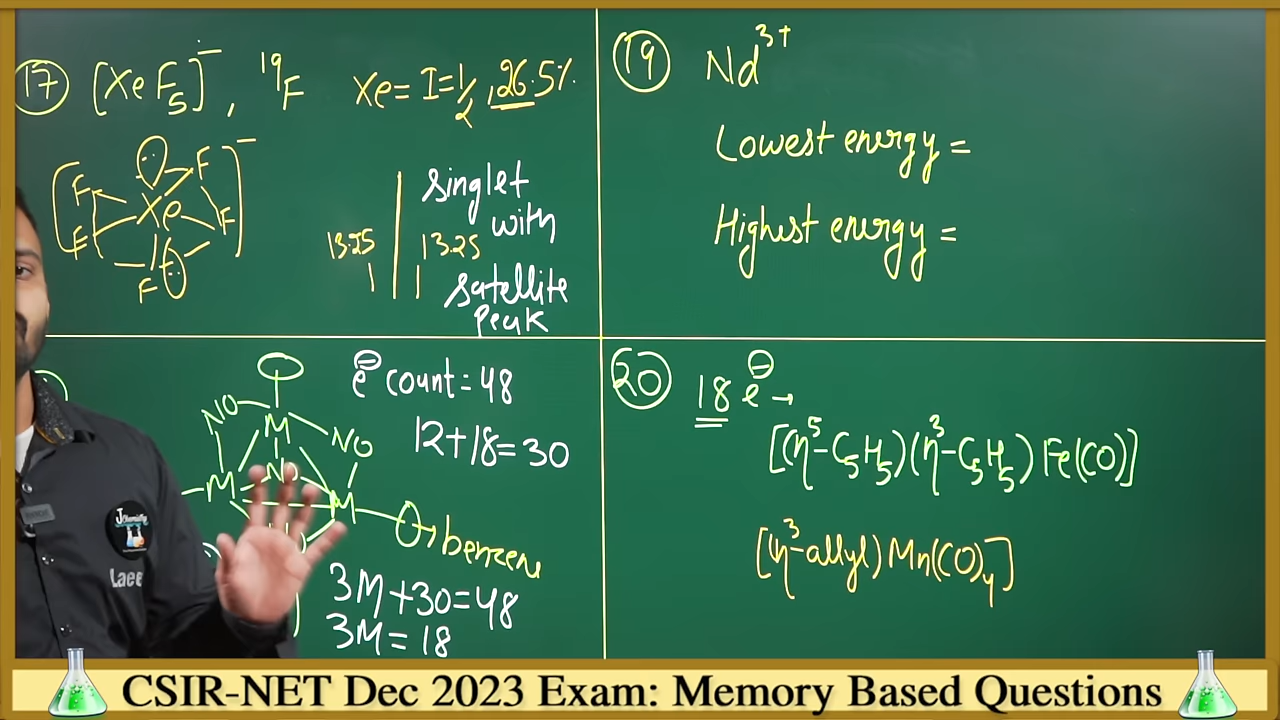 17 [XeF5]−, 19F Xe= I=1/2, 26.5%
F
F
Xe
F
F
F
−
singlet
with
13.25 13.25
satellite
Peak
19 Nd3+
Lowest energy =
Highest energy =
e⊖ count = 48
12+18=30
NO
M
NO
M
NO
M
benzene
3M+30=48
3M=18
20 18 e⊖ →
[(η5-C5H5)(η3-C5H5)Fe(CO)]
[(η3-allyl)Mn(CO)4]
J Chemistry
Laee
CSIR-NET Dec 2023 Exam: Memory Based Questions